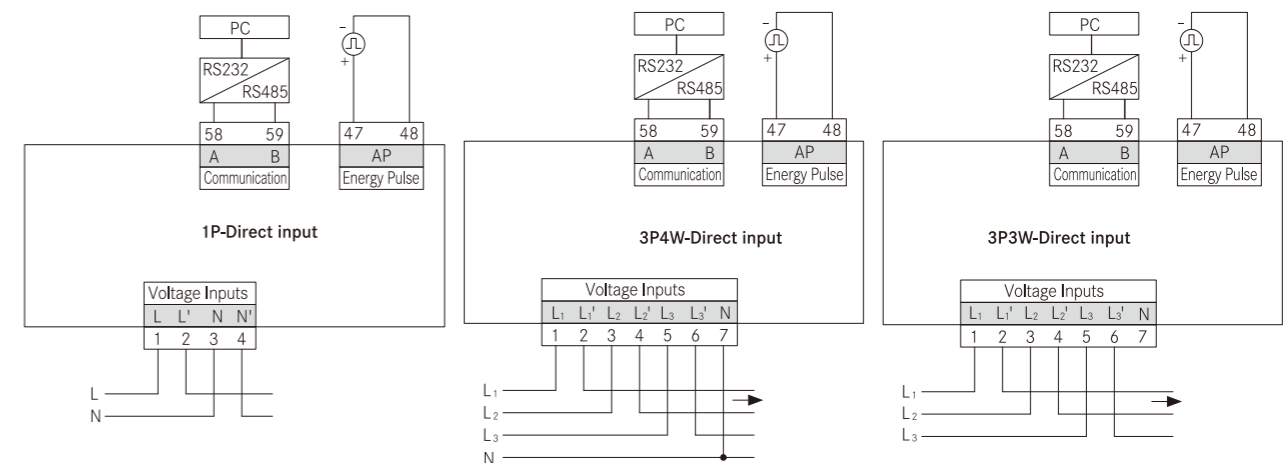 PC
RS232
RS485
-
+
58 59
47 48
A B
AP
Communication
Energy Pulse
1P-Direct input
Voltage Inputs
L L' N N'
1 2 3 4
L
N
PC
RS232
RS485
-
+
58 59
47 48
A B
AP
Communication
Energy Pulse
3P4W-Direct input
Voltage Inputs
L₁ L₁' L₂ L₂' L₃ L₃' N
1 2 3 4 5 6 7
L₁
L₂
L₃
N
PC
RS232
RS485
-
+
58 59
47 48
A B
AP
Communication
Energy Pulse
3P3W-Direct input
Voltage Inputs
L₁ L₁' L₂ L₂' L₃ L₃' N
1 2 3 4 5 6 7
L₁
L₂
L₃